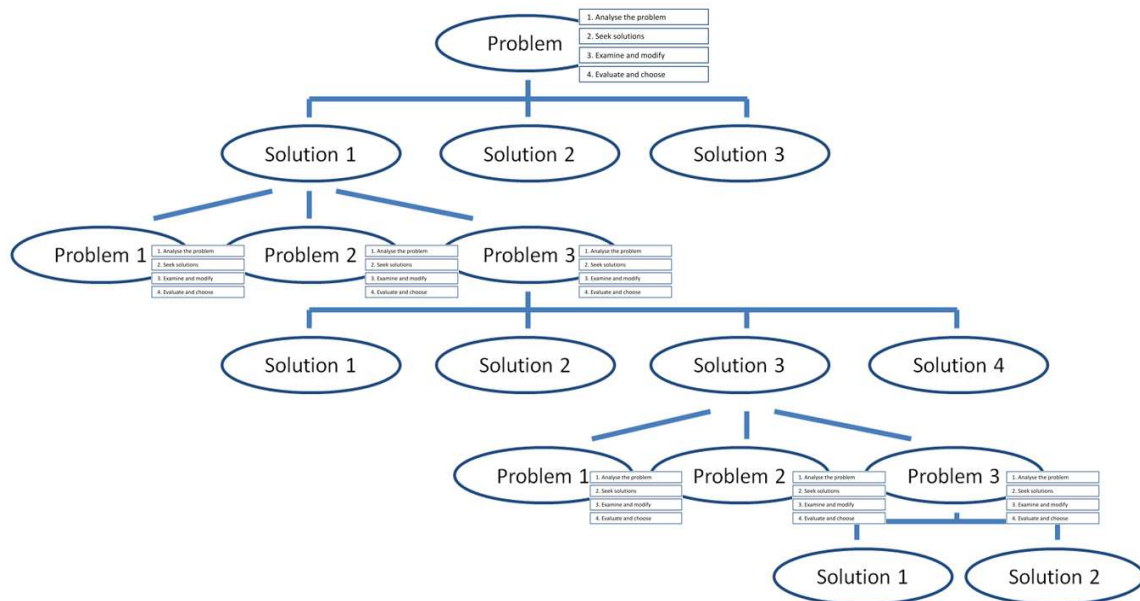 Problem
1. Analyse the problem
2. Seek solutions
3. Examine and modify
4. Evaluate and choose
Solution 1
Solution 2
Solution 3
Problem 1
1. Analyse the problem
2. Seek solutions
3. Examine and modify
4. Evaluate and choose
Problem 2
1. Analyse the problem
2. Seek solutions
3. Examine and modify
4. Evaluate and choose
Problem 3
1. Analyse the problem
2. Seek solutions
3. Examine and modify
4. Evaluate and choose
Solution 1
Solution 2
Solution 3
Solution 4
Problem 1
1. Analyse the problem
2. Seek solutions
3. Examine and modify
4. Evaluate and choose
Problem 2
1. Analyse the problem
2. Seek solutions
3. Examine and modify
4. Evaluate and choose
Problem 3
1. Analyse the problem
2. Seek solutions
3. Examine and modify
4. Evaluate and choose
Solution 1
Solution 2